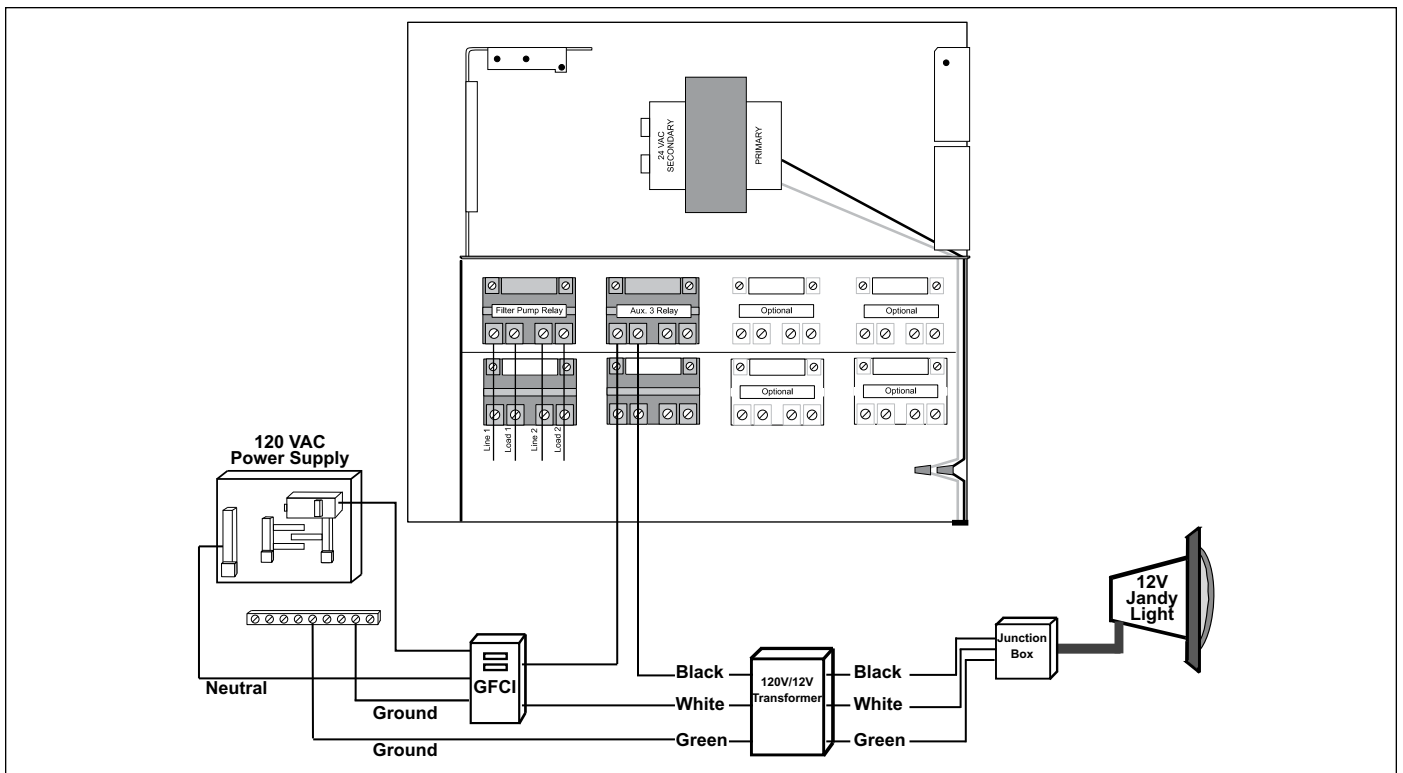 24 VAC
SECONDARY
PRIMARY
Filter Pump Relay
Aux. 3 Relay
Optional
Optional
Optional
Optional
Line 1
Load 1
Line 2
Load 2
120 VAC
Power Supply
12V
Jandy
Light
Junction
Box
GFCI
Neutral
Ground
Ground
Black
White
Green
120V/12V
Transformer
Black
White
Green